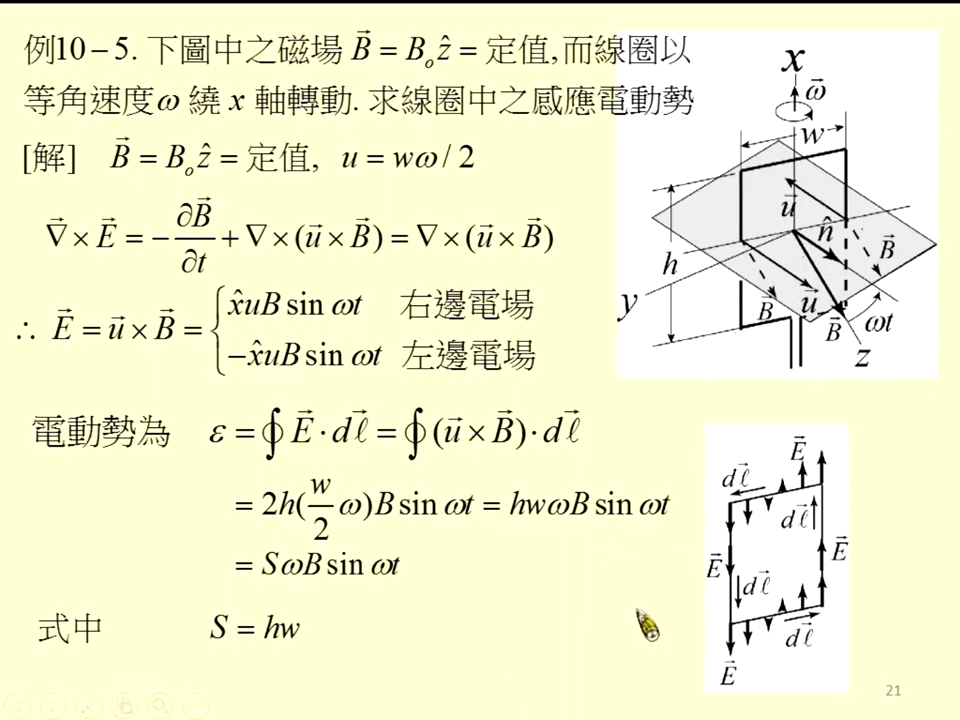 例10－5. 下圖中之磁場 B⃗ = Bₒẑ = 定值, 而線圈以
等角速度ω 繞 x 軸轉動. 求線圈中之感應電動勢
[解] B⃗ = Bₒẑ = 定值, u = wω / 2
∇⃗ × E⃗ = −∂B⃗/∂t + ∇ × (u⃗ × B⃗) = ∇ × (u⃗ × B⃗)
∴ E⃗ = u⃗ × B⃗ = { x̂uB sin ωt 右邊電場
−x̂uB sin ωt 左邊電場
電動勢為 ε = ∮ E⃗ · dℓ⃗ = ∮ (u⃗ × B⃗) · dℓ⃗
= 2h(w/2 ω)B sin ωt = hwωB sin ωt
= SωB sin ωt
式中 S = hw
x
ω⃗
w
u⃗
n̂
B⃗
h
y
B⃗
u⃗
B⃗
ωt
z
E⃗
dℓ⃗
dℓ⃗
E⃗
E⃗
dℓ⃗
dℓ⃗
E⃗
21